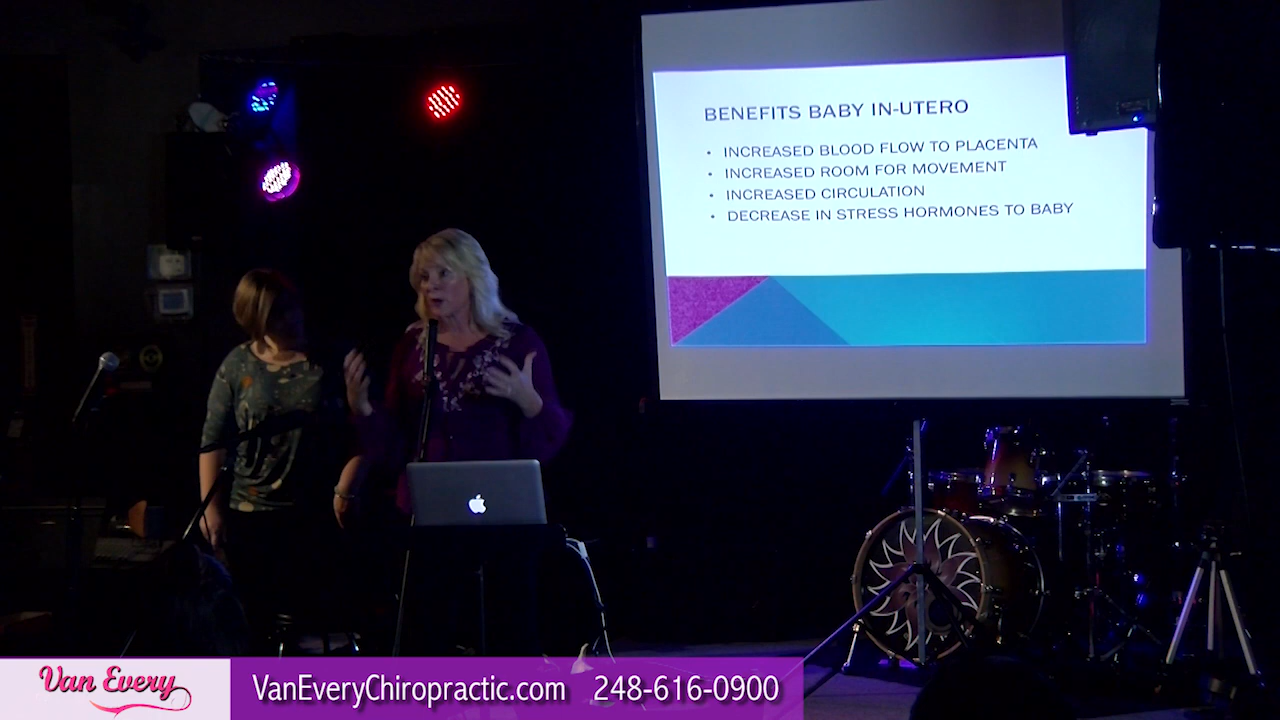 BENEFITS BABY IN-UTERO
• INCREASED BLOOD FLOW TO PLACENTA
• INCREASED ROOM FOR MOVEMENT
• INCREASED CIRCULATION
• DECREASE IN STRESS HORMONES TO BABY
Van Every
VanEveryChiropractic.com 248-616-0900